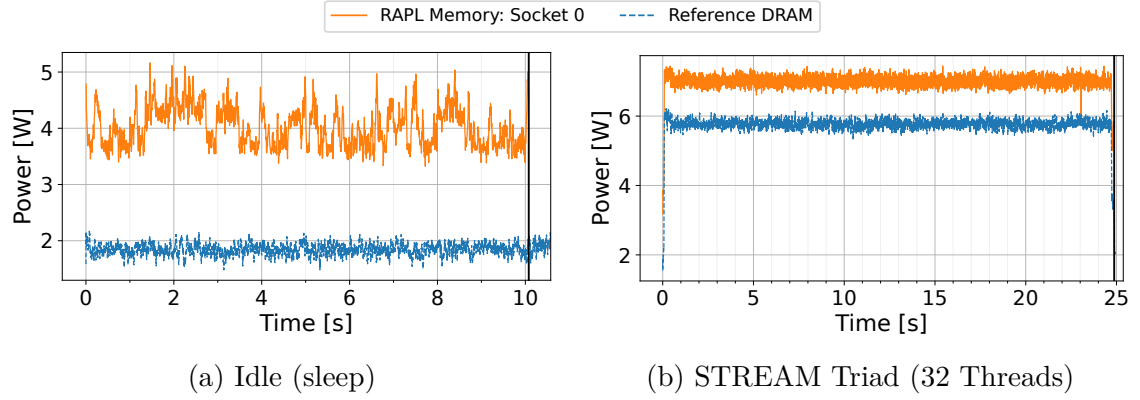 RAPL Memory: Socket 0 Reference DRAM
Power [W]
5
4
3
2
0 2 4 6 8 10
Time [s]
(a) Idle (sleep)
Power [W]
6
4
2
0 5 10 15 20 25
Time [s]
(b) STREAM Triad (32 Threads)